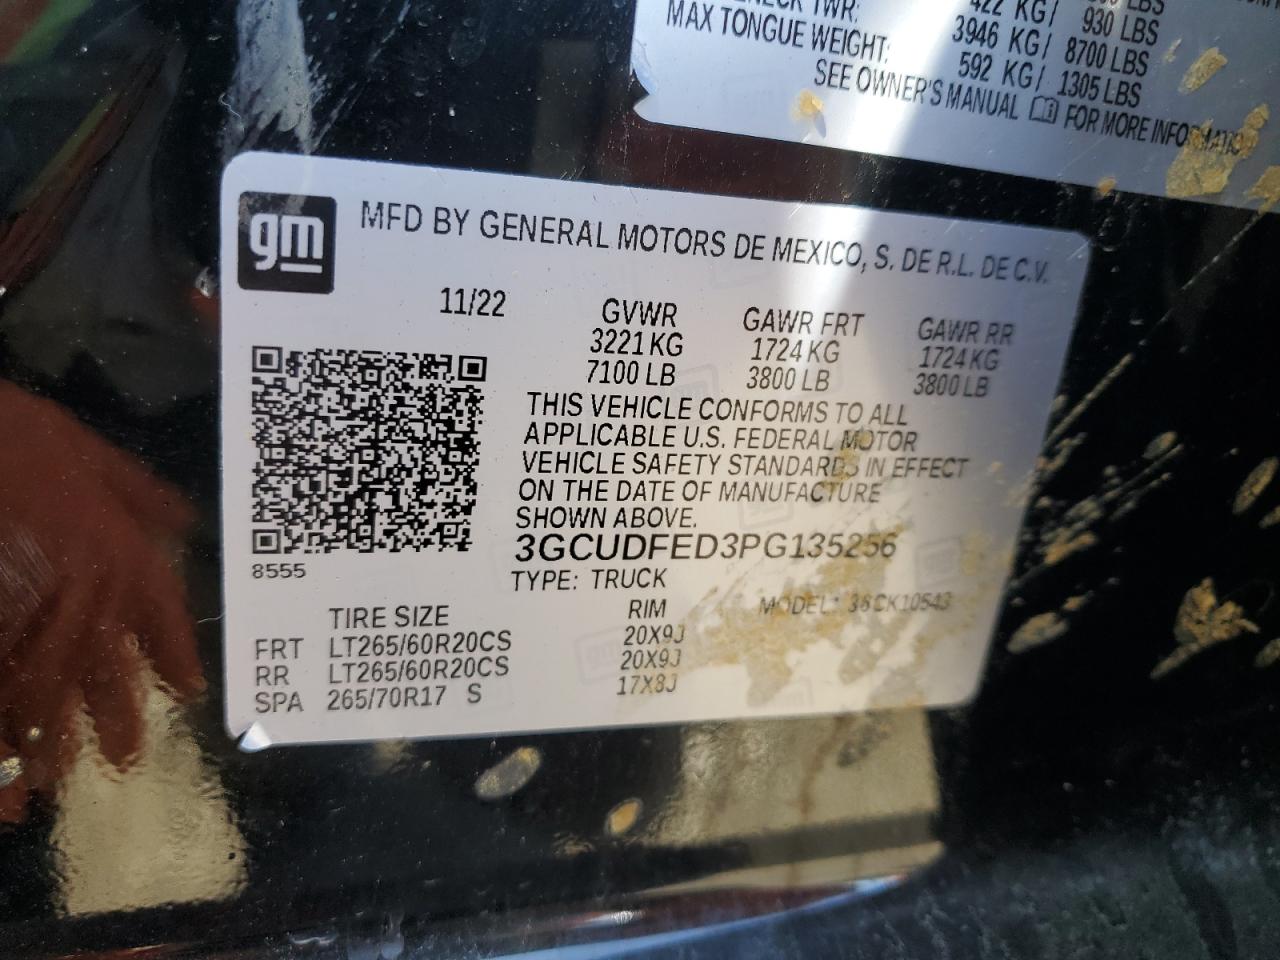 TWR: 422 KG/ 930 LBS
3946 KG/ 8700 LBS
MAX TONGUE WEIGHT: 592 KG/ 1305 LBS
SEE OWNER'S MANUAL FOR MORE INFORMATION
gm
MFD BY GENERAL MOTORS DE MEXICO, S. DE R.L. DE C.V.
11/22 GVWR GAWR FRT GAWR RR
3221 KG 1724 KG 1724 KG
7100 LB 3800 LB 3800 LB
THIS VEHICLE CONFORMS TO ALL
APPLICABLE U.S. FEDERAL MOTOR
VEHICLE SAFETY STANDARDS IN EFFECT
ON THE DATE OF MANUFACTURE
SHOWN ABOVE.
3GCUDFED3PG135256
8555
TYPE: TRUCK
TIRE SIZE RIM MODEL: 36CK10543
FRT LT265/60R20CS 20X9J
RR LT265/60R20CS 20X9J
SPA 265/70R17 S 17X8J